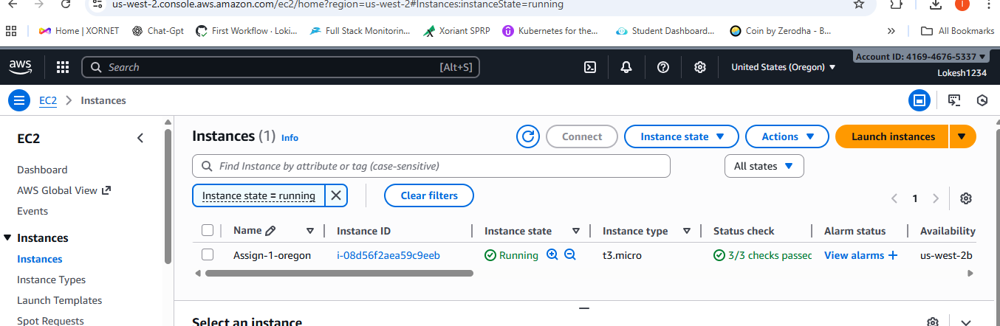 us-west-2.console.aws.amazon.com/ec2/home?region=us-west-2#Instances:instanceState=running
Home | XORNET Chat-Gpt First Workflow · Loki... Full Stack Monitorin... Xoriant SPRP Kubernetes for the... Student Dashboard... Coin by Zerodha - B... » All Bookmarks
aws Search [Alt+S] United States (Oregon) Account ID: 4169-4676-5337
Lokesh1234
EC2 > Instances
EC2
Dashboard
AWS Global View
Events
Instances
Instances
Instance Types
Launch Templates
Spot Requests
Instances (1) Info Connect Instance state Actions Launch instances
Find Instance by attribute or tag (case-sensitive) All states
Instance state = running Clear filters 1
Name Instance ID Instance state Instance type Status check Alarm status Availability
Assign-1-oregon i-08d56f2aea59c9eeb Running t3.micro 3/3 checks passec View alarms + us-west-2b
Select an instance